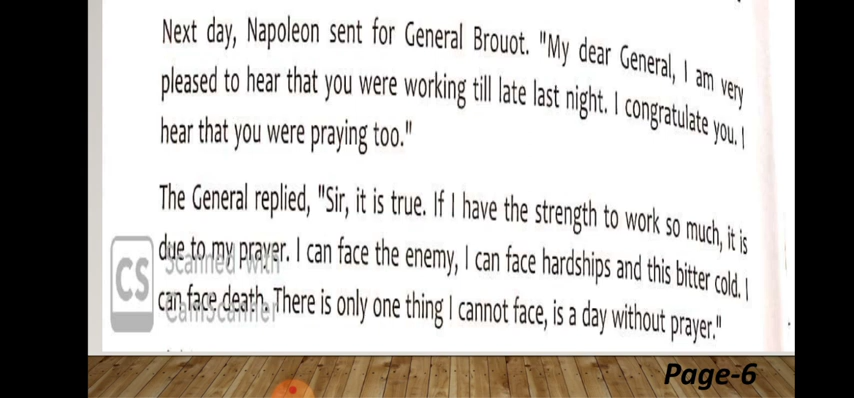 Next day, Napoleon sent for General Brouot. "My dear General, I am very
pleased to hear that you were working till late last night. I congratulate you. I
hear that you were praying too."
The General replied, "Sir, it is true. If I have the strength to work so much, it is
due to my prayer. I can face the enemy, I can face hardships and this bitter cold. I
can face death. There is only one thing I cannot face, is a day without prayer."
CS
Scanned with
CamScanner
Page-6